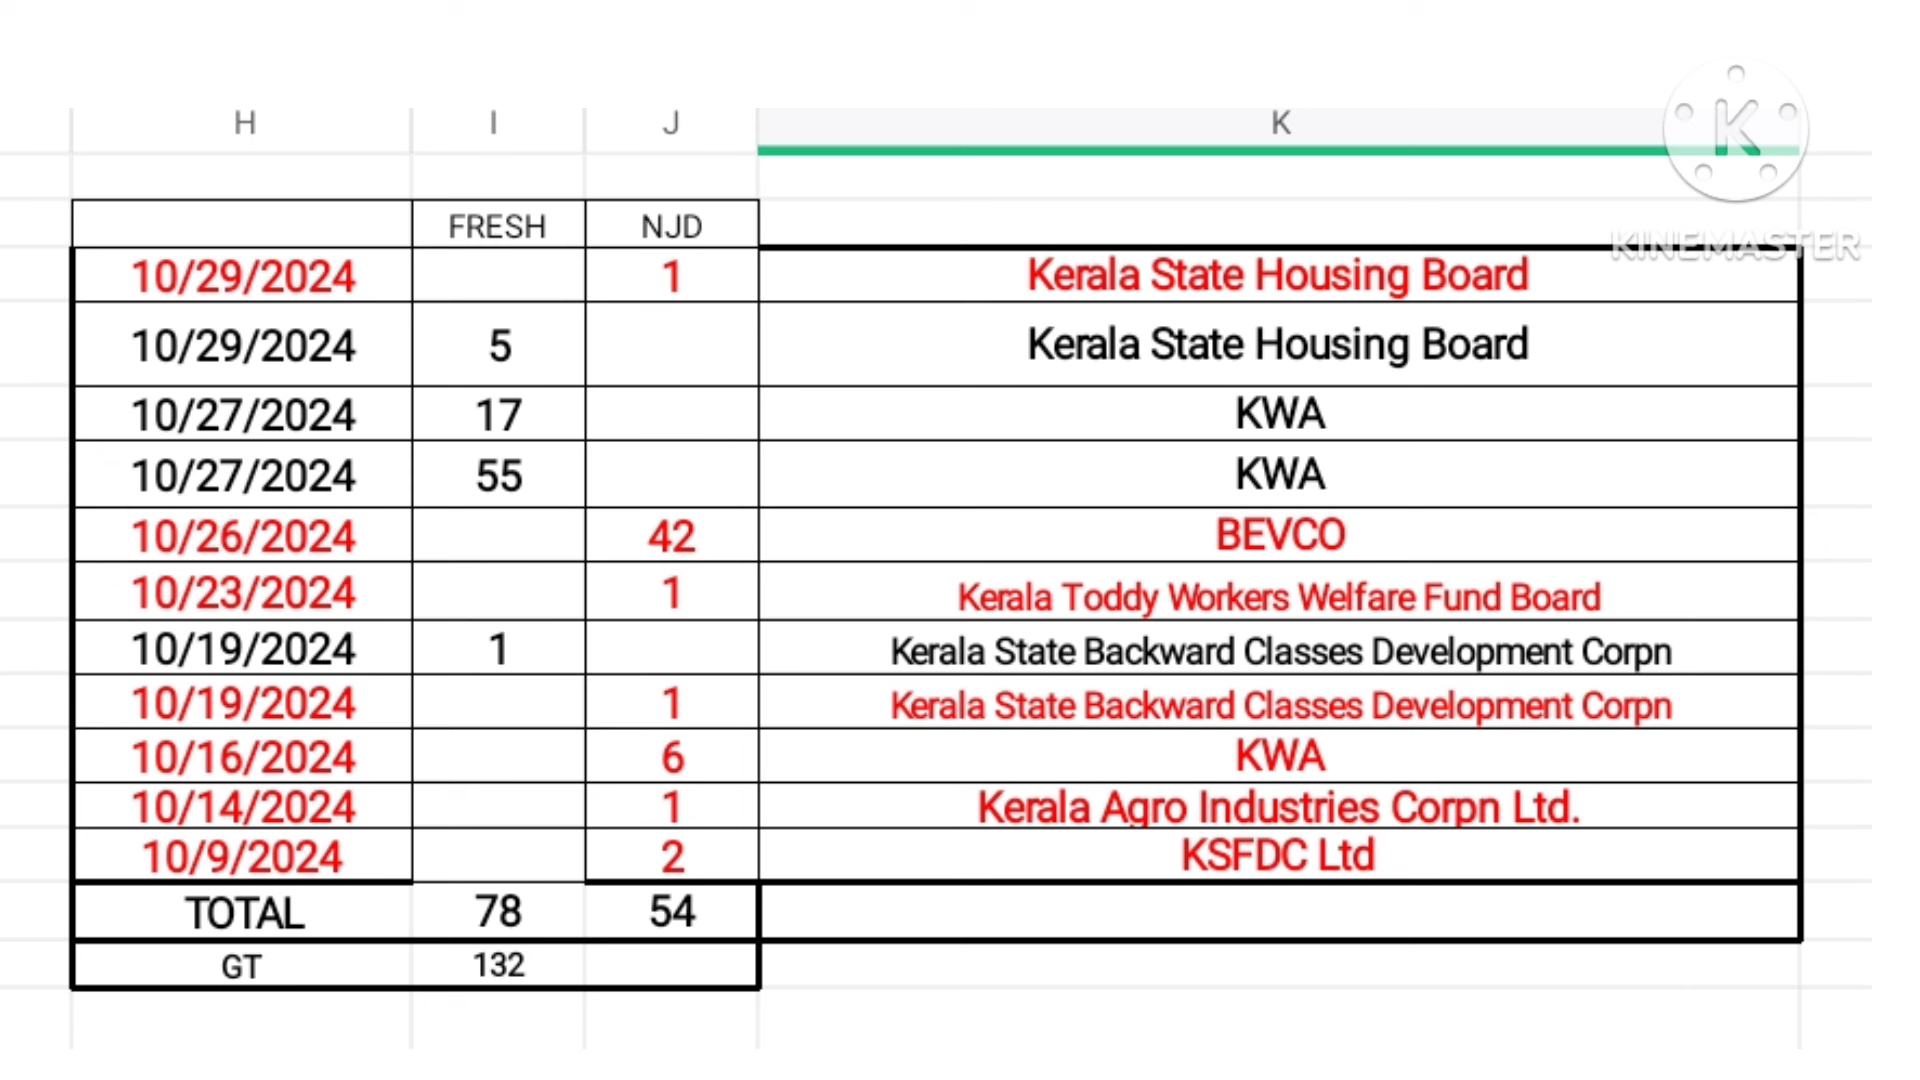 H I J K
K
KINEMASTER
FRESH NJD
10/29/2024 1 Kerala State Housing Board
10/29/2024 5 Kerala State Housing Board
10/27/2024 17 KWA
10/27/2024 55 KWA
10/26/2024 42 BEVCO
10/23/2024 1 Kerala Toddy Workers Welfare Fund Board
10/19/2024 1 Kerala State Backward Classes Development Corpn
10/19/2024 1 Kerala State Backward Classes Development Corpn
10/16/2024 6 KWA
10/14/2024 1 Kerala Agro Industries Corpn Ltd.
10/9/2024 2 KSFDC Ltd
TOTAL 78 54
GT 132